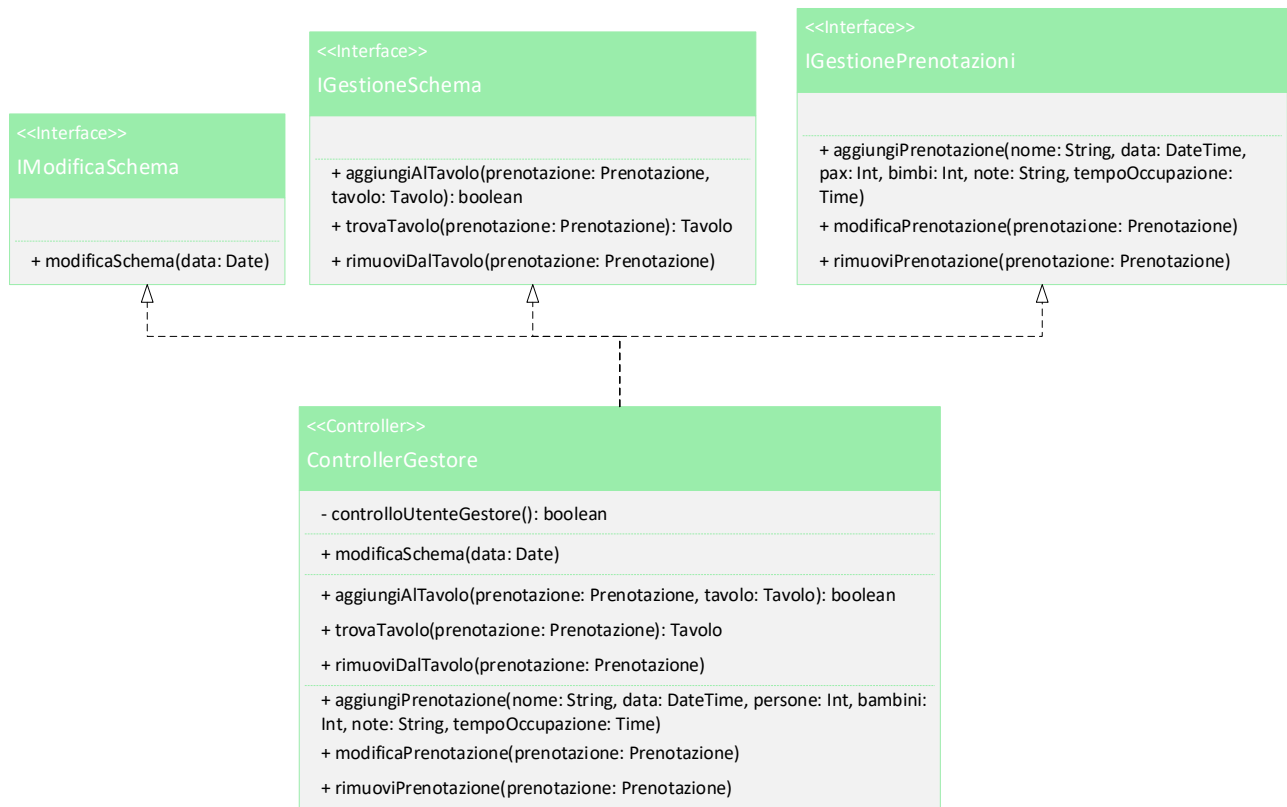 <<Interface>>
IModificaSchema
+ modificaSchema(data: Date)
<<Interface>>
IGestioneSchema
+ aggiungiAlTavolo(prenotazione: Prenotazione,
tavolo: Tavolo): boolean
+ trovaTavolo(prenotazione: Prenotazione): Tavolo
+ rimuoviDalTavolo(prenotazione: Prenotazione)
<<Interface>>
IGestionePrenotazioni
+ aggiungiPrenotazione(nome: String, data: DateTime,
pax: Int, bimbi: Int, note: String, tempoOccupazione:
Time)
+ modificaPrenotazione(prenotazione: Prenotazione)
+ rimuoviPrenotazione(prenotazione: Prenotazione)
<<Controller>>
ControllerGestore
- controlloUtenteGestore(): boolean
+ modificaSchema(data: Date)
+ aggiungiAlTavolo(prenotazione: Prenotazione, tavolo: Tavolo): boolean
+ trovaTavolo(prenotazione: Prenotazione): Tavolo
+ rimuoviDalTavolo(prenotazione: Prenotazione)
+ aggiungiPrenotazione(nome: String, data: DateTime, persone: Int, bambini:
Int, note: String, tempoOccupazione: Time)
+ modificaPrenotazione(prenotazione: Prenotazione)
+ rimuoviPrenotazione(prenotazione: Prenotazione)